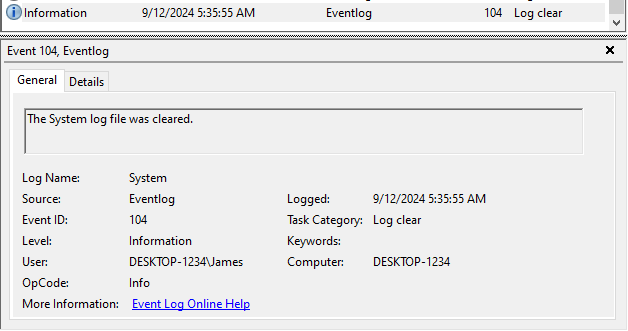 Information 9/12/2024 5:35:55 AM Eventlog 104 Log clear
Event 104, Eventlog
General Details
The System log file was cleared.
Log Name: System
Source: Eventlog Logged: 9/12/2024 5:35:55 AM
Event ID: 104 Task Category: Log clear
Level: Information Keywords:
User: DESKTOP-1234\James Computer: DESKTOP-1234
OpCode: Info
More Information: Event Log Online Help